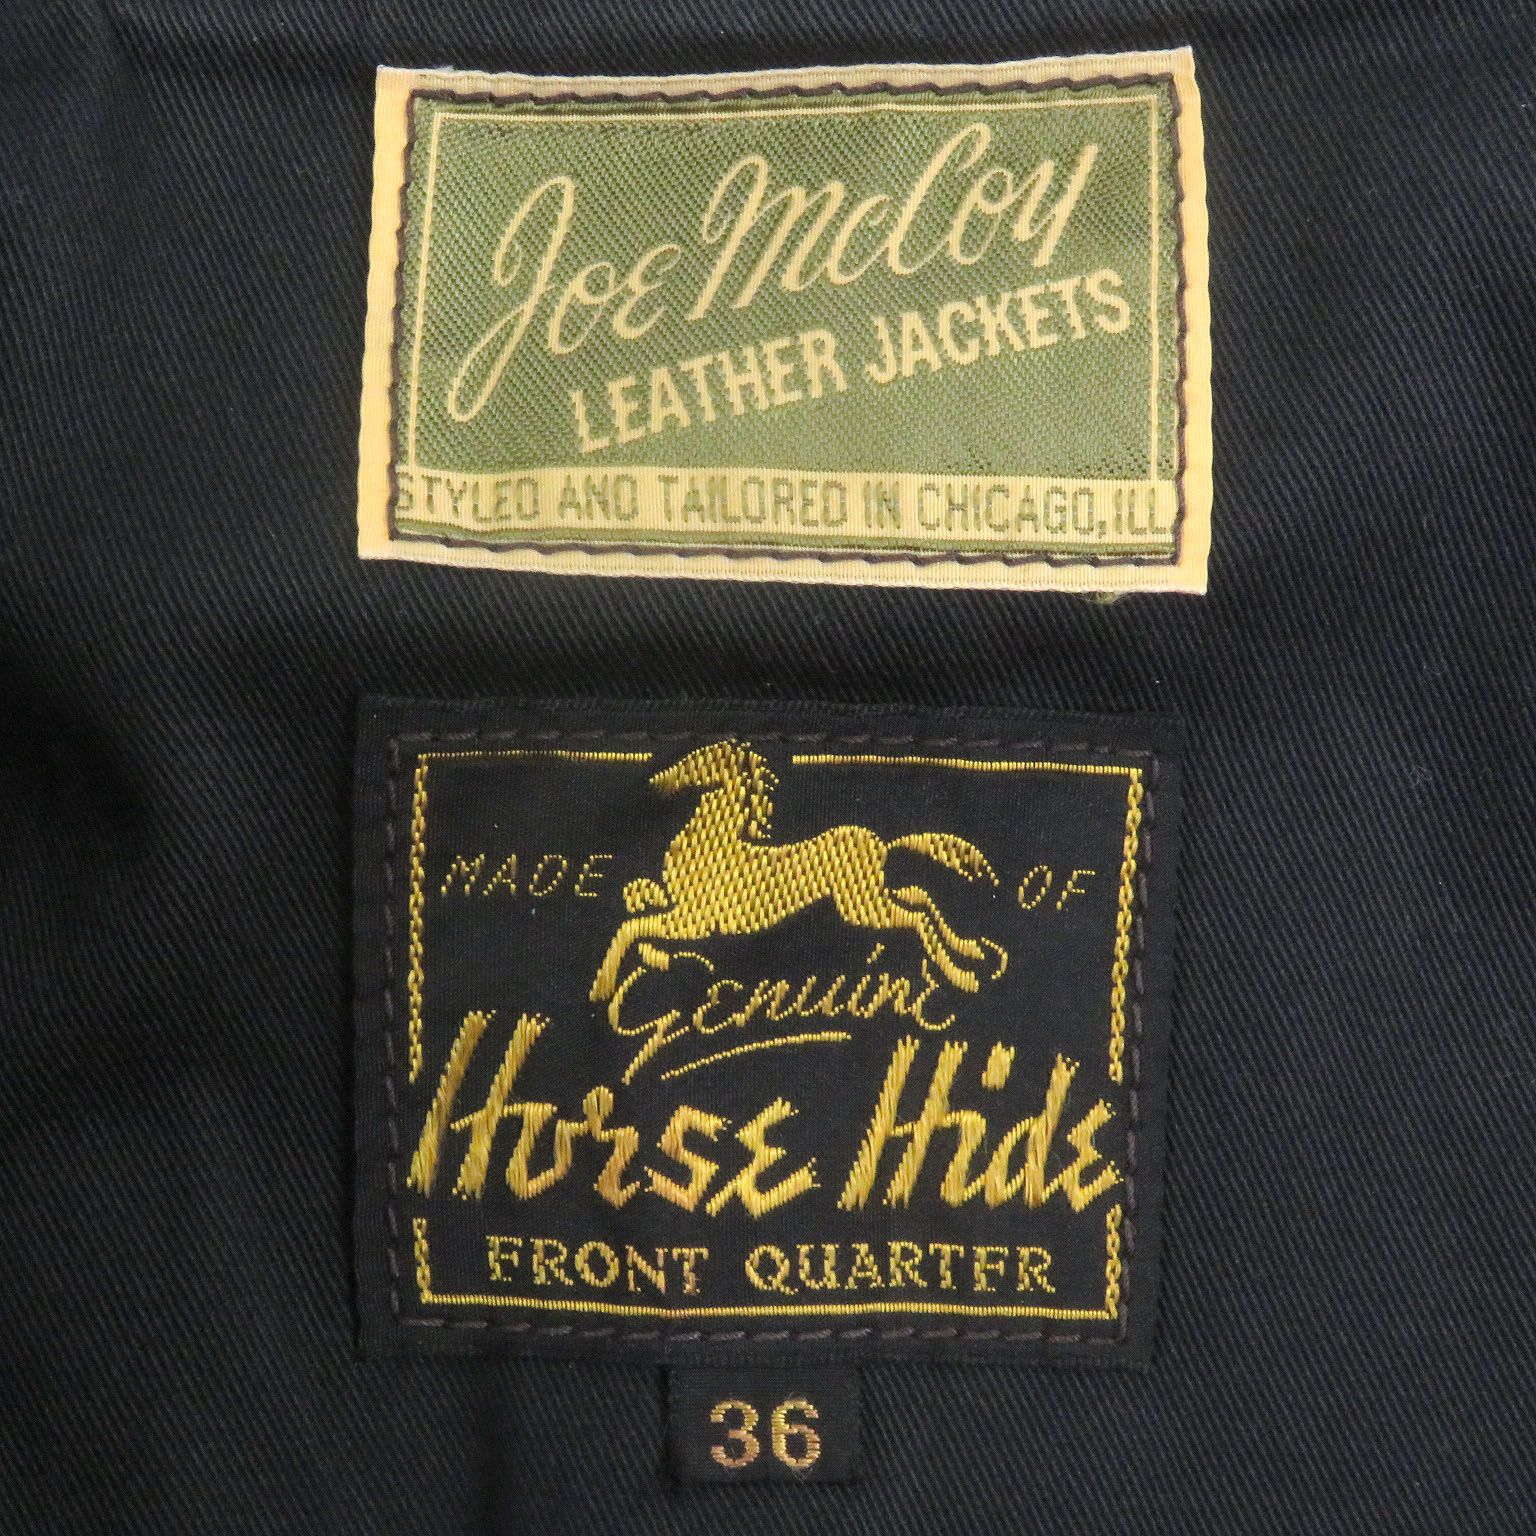 Joe McCoy
LEATHER JACKETS
STYLED AND TAILORED IN CHICAGO, ILL
MADE OF
Genuine
Horse Hide
FRONT QUARTER
36